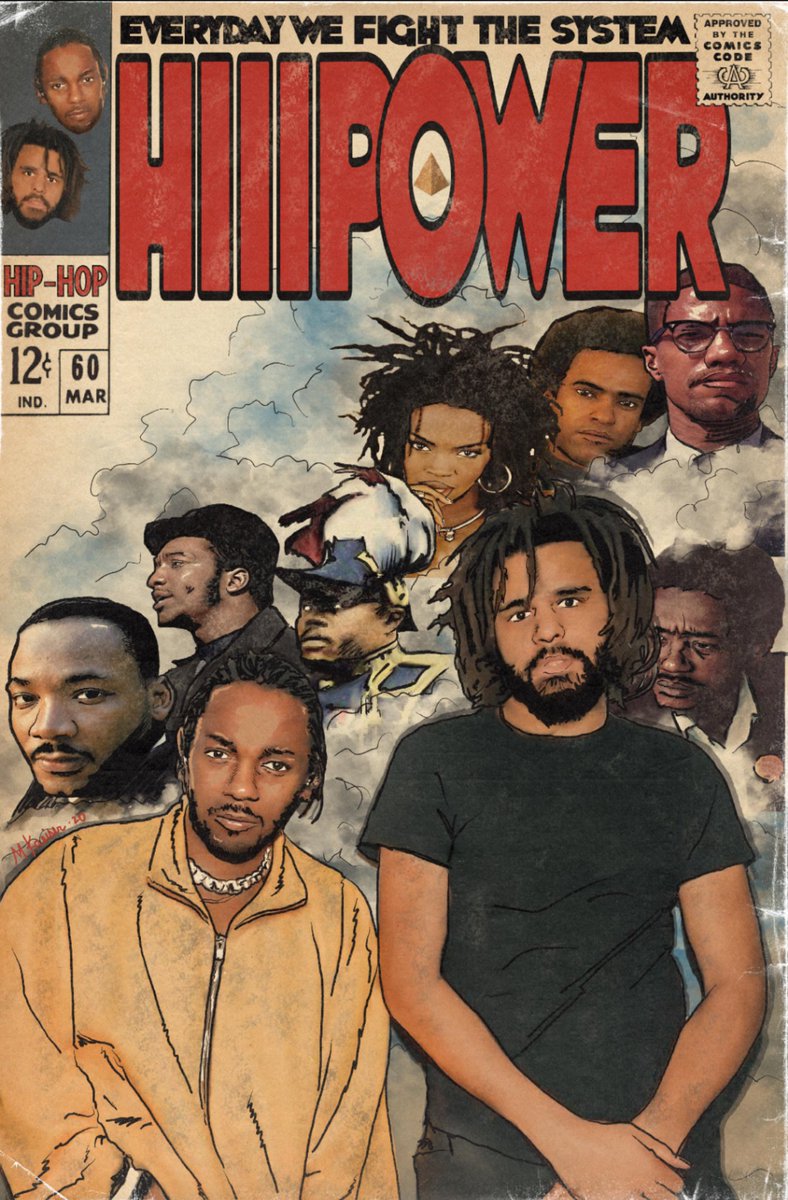 EVERYDAY WE FIGHT THE SYSTEM
HIIIPOWER
APPROVED
BY THE
COMICS
CODE
AUTHORITY
HIP-HOP
COMICS
GROUP
12¢
IND.
60
MAR